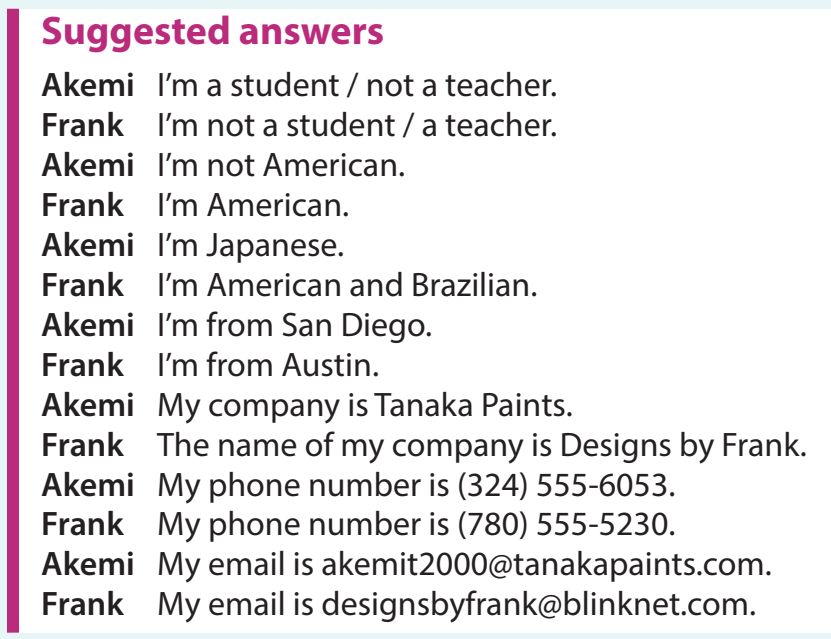 Suggested answers
Akemi I’m a student / not a teacher.
Frank I’m not a student / a teacher.
Akemi I’m not American.
Frank I’m American.
Akemi I’m Japanese.
Frank I’m American and Brazilian.
Akemi I’m from San Diego.
Frank I’m from Austin.
Akemi My company is Tanaka Paints.
Frank The name of my company is Designs by Frank.
Akemi My phone number is (324) 555-6053.
Frank My phone number is (780) 555-5230.
Akemi My email is akemit2000@tanakapaints.com.
Frank My email is designsbyfrank@blinknet.com.